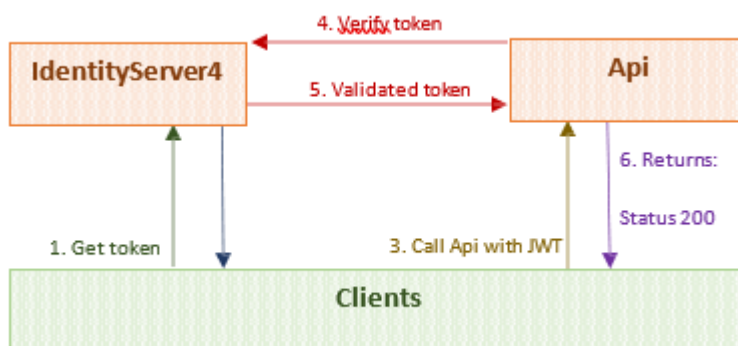 4. Verify token
IdentityServer4
Api
5. Validated token
6. Returns:
Status 200
1. Get token
3. Call Api with JWT
Clients